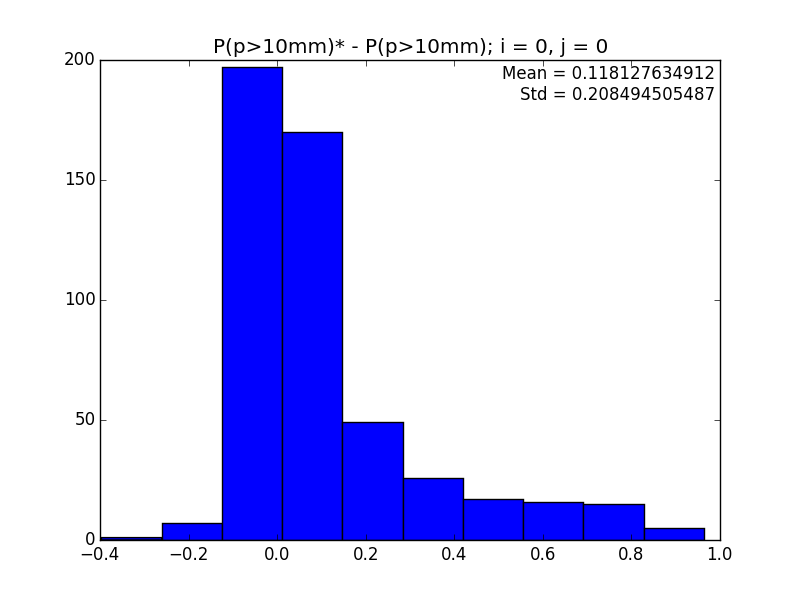 P(p>10mm)* - P(p>10mm); i = 0, j = 0
Mean = 0.118127634912
Std = 0.208494505487
200
150
100
50
0
−0.4 −0.2 0.0 0.2 0.4 0.6 0.8 1.0